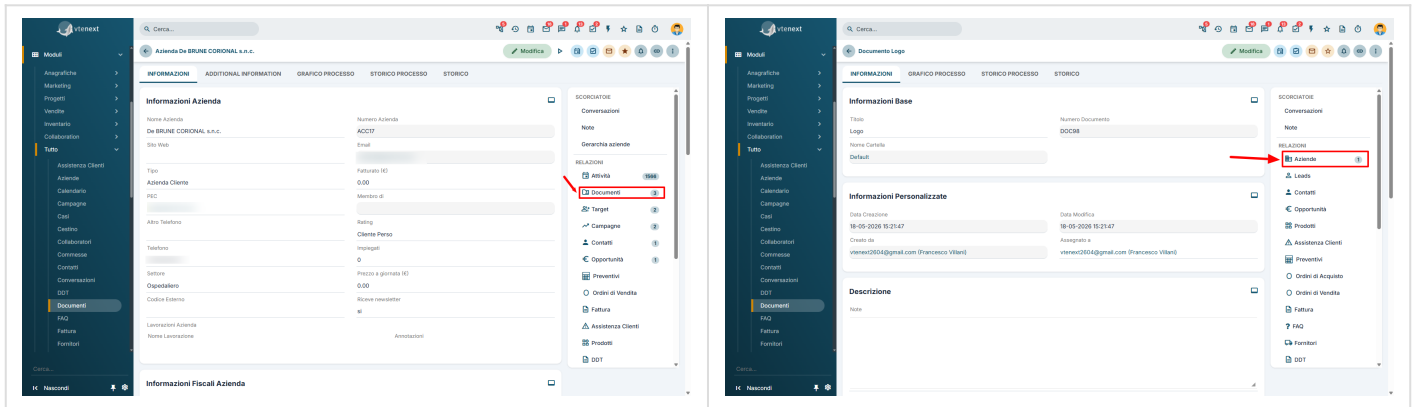 vtenext
Cerca...
Moduli
Anagrafiche
Marketing
Progetti
Vendite
Inventario
Collaboration
Tutto
Assistenza Clienti
Aziende
Calendario
Campagne
Casi
Cestino
Collaboratori
Commesse
Contatti
Conversazioni
DDT
Documenti
FAQ
Fattura
Fornitori
Cerca...
Nascondi
Azienda De BRUNE CORIONAL s.n.c.
Modifica
INFORMAZIONI ADDITIONAL INFORMATION GRAFICO PROCESSO STORICO PROCESSO STORICO
Informazioni Azienda
Nome Azienda Numero Azienda
De BRUNE CORIONAL s.n.c. ACC17
Sito Web Email
Tipo Fatturato (€)
Azienda Cliente 0.00
PEC Membro di
Altro Telefono Rating
Cliente Perso
Telefono Impiegati
0
Settore Prezzo a giornata (€)
Ospedaliero 0.00
Codice Esterno Riceve newsletter
si
Lavorazioni Azienda
Nome Lavorazione Annotazioni
Informazioni Fiscali Azienda
SCORCIATOIE
Conversazioni
Note
Gerarchia aziende
RELAZIONI
Attività 1566
Documenti 3
Target 2
Campagne 2
Contatti 1
Opportunità 1
Preventivi
Ordini di Vendita
Fattura
Assistenza Clienti
Prodotti
DDT
vtenext
Cerca...
Moduli
Anagrafiche
Marketing
Progetti
Vendite
Inventario
Collaboration
Tutto
Assistenza Clienti
Aziende
Calendario
Campagne
Casi
Cestino
Collaboratori
Commesse
Contatti
Conversazioni
DDT
Documenti
FAQ
Fattura
Fornitori
Cerca...
Nascondi
Documento Logo
Modifica
INFORMAZIONI GRAFICO PROCESSO STORICO PROCESSO STORICO
Informazioni Base
Titolo Numero Documento
Logo DOC98
Nome Cartella
Default
Informazioni Personalizzate
Data Creazione Data Modifica
18-05-2026 15:21:47 18-05-2026 15:21:47
Creato da Assegnato a
vtenext2604@gmail.com (Francesco Villani) vtenext2604@gmail.com (Francesco Villani)
Descrizione
Note
SCORCIATOIE
Conversazioni
Note
RELAZIONI
Aziende 1
Leads
Contatti
Opportunità
Prodotti
Assistenza Clienti
Preventivi
Ordini di Acquisto
Ordini di Vendita
Fattura
FAQ
Fornitori
DDT